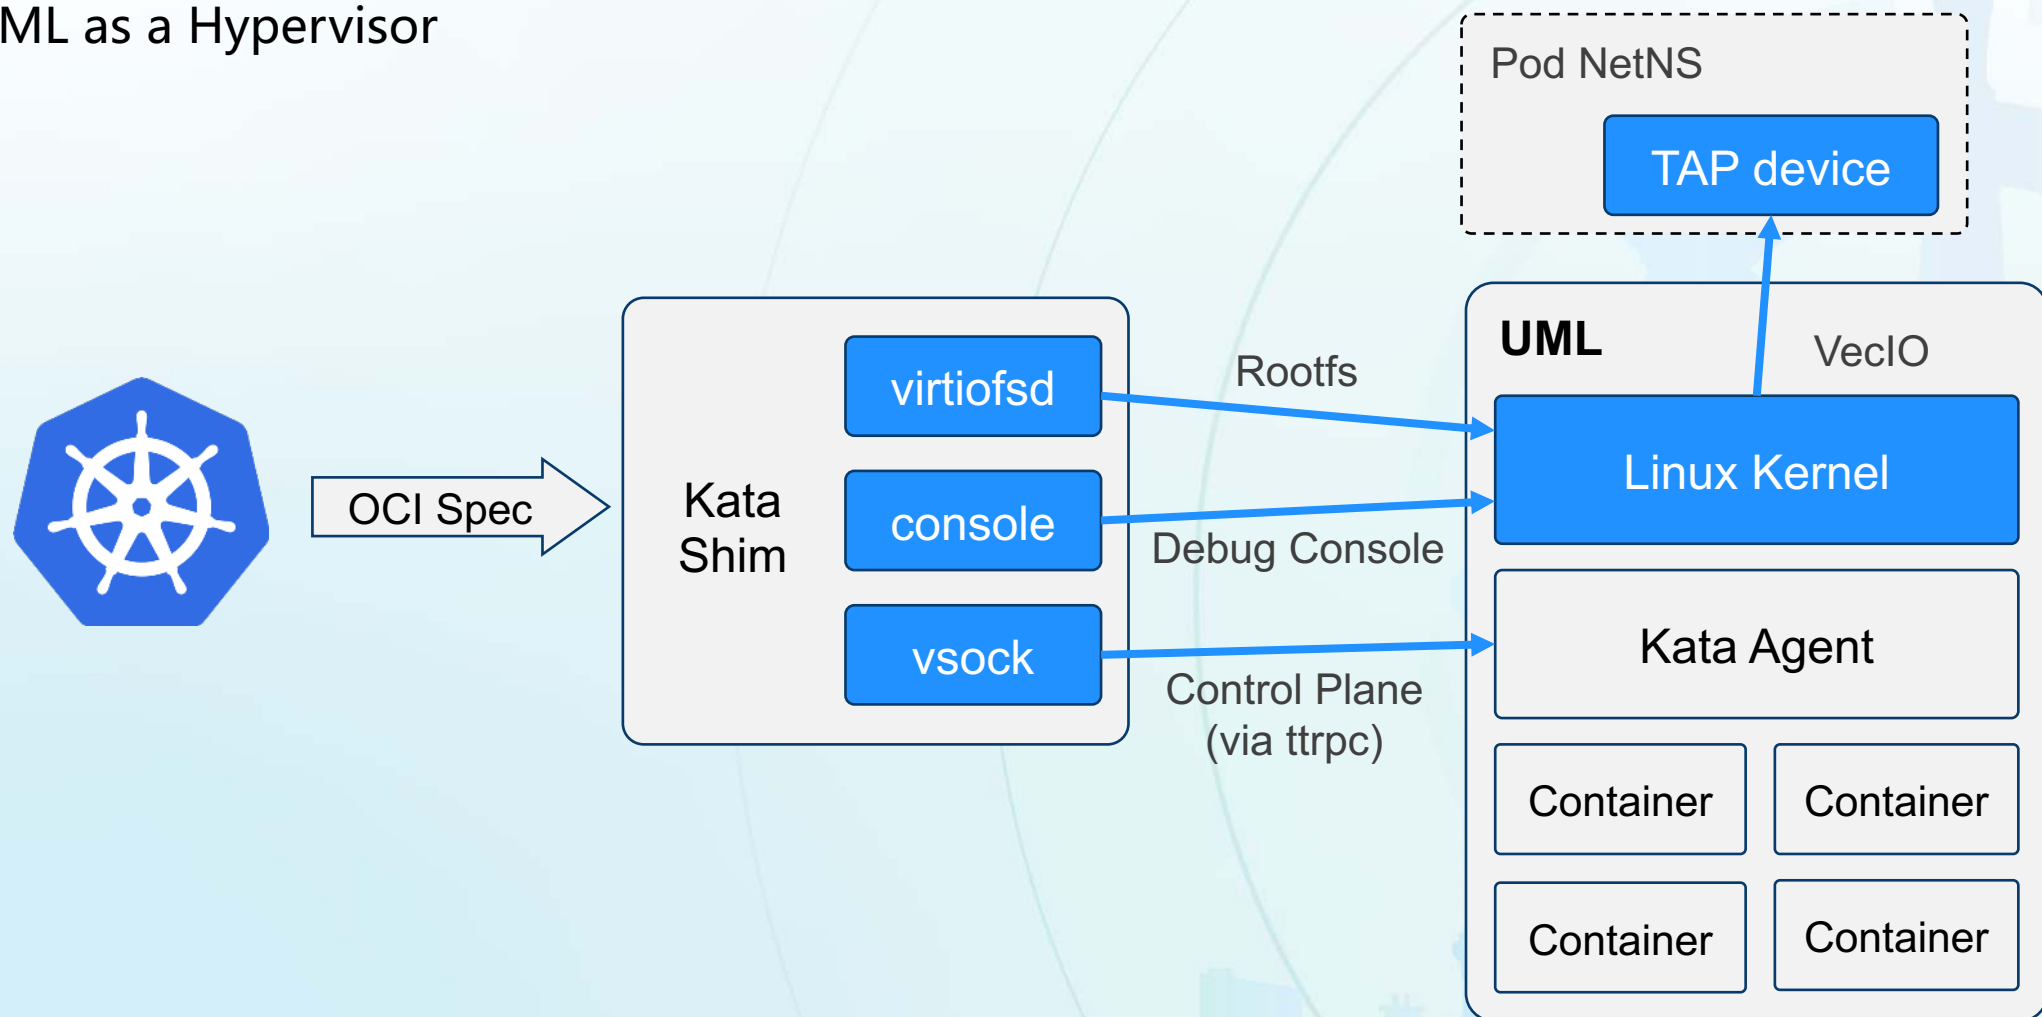 ML as a Hypervisor
Pod NetNS
TAP device
OCI Spec
Kata
Shim
virtiofsd
console
vsock
Rootfs
Debug Console
Control Plane
(via ttrpc)
UML
VecIO
Linux Kernel
Kata Agent
Container
Container
Container
Container